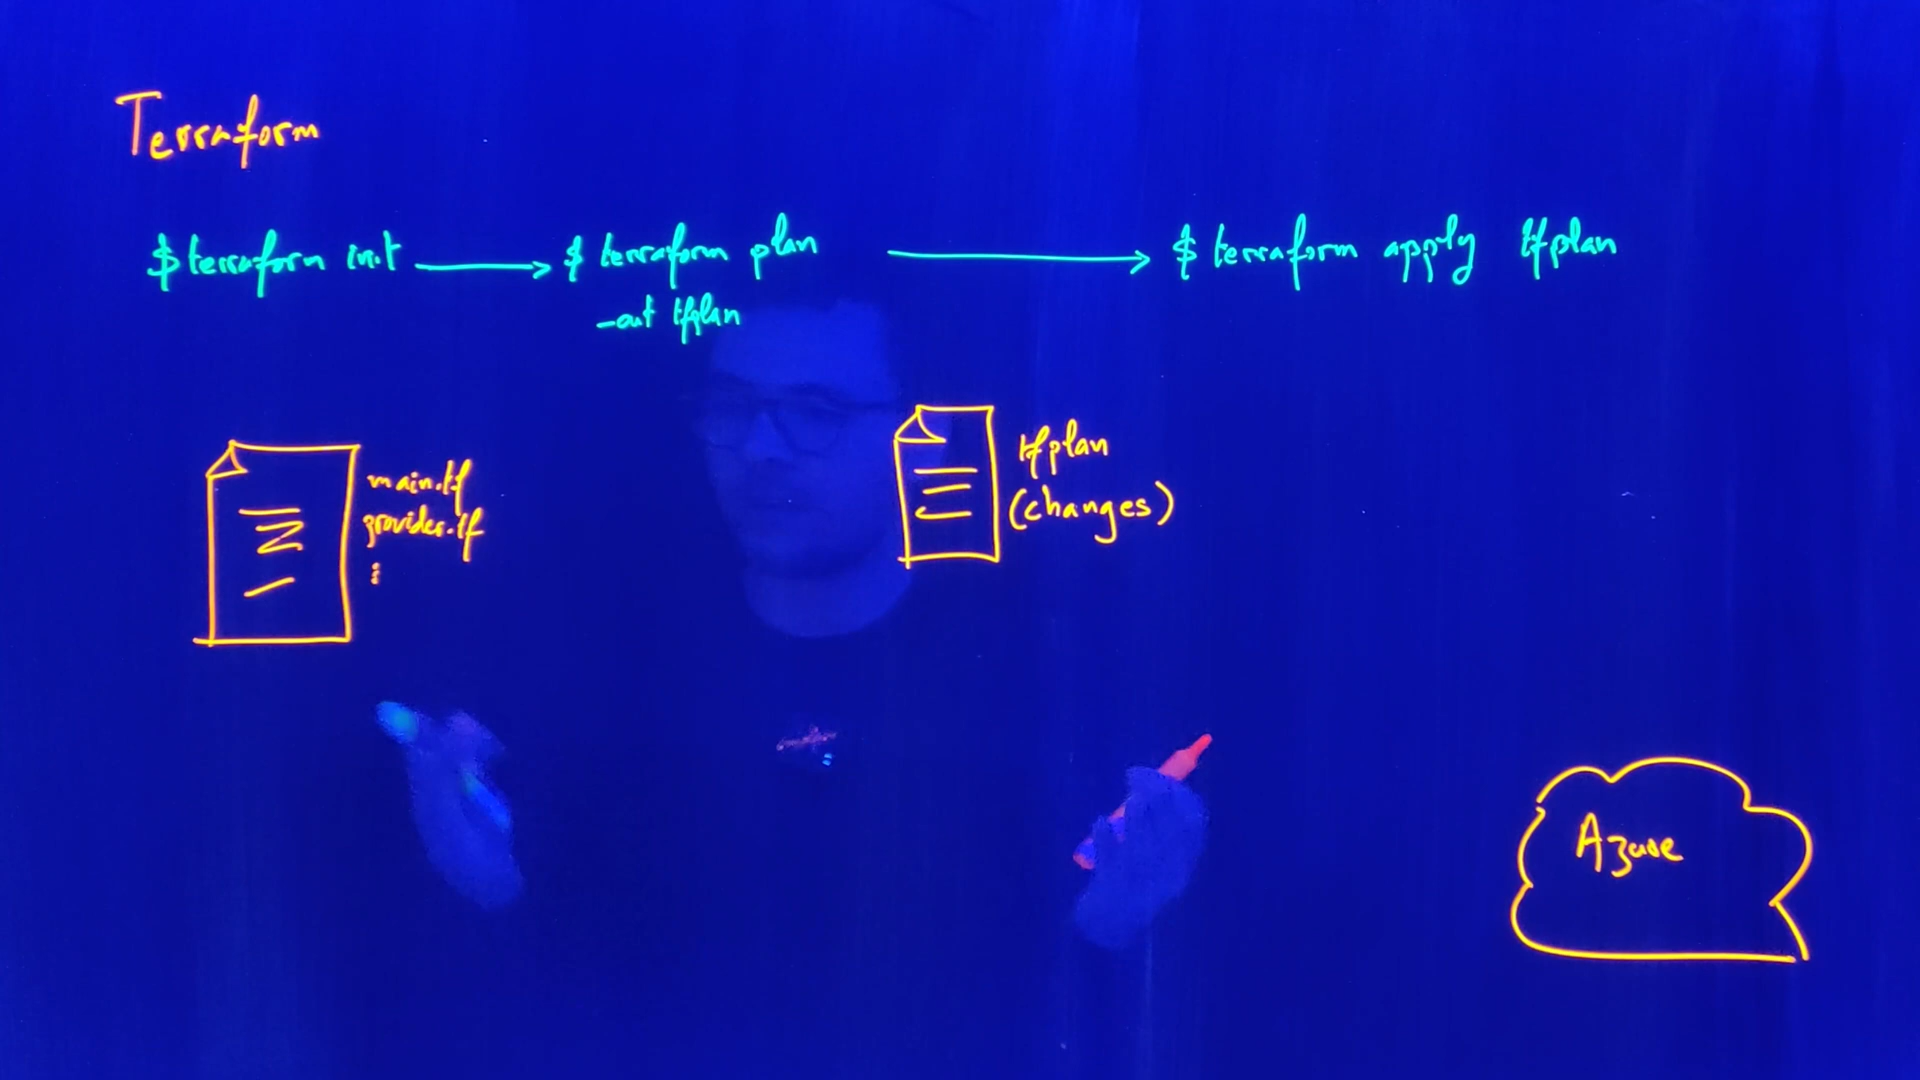 Terraform
$ terraform init
$ terraform plan
-out tfplan
$ terraform apply tfplan
main.tf
provider.tf
:
tfplan
(changes)
Azure